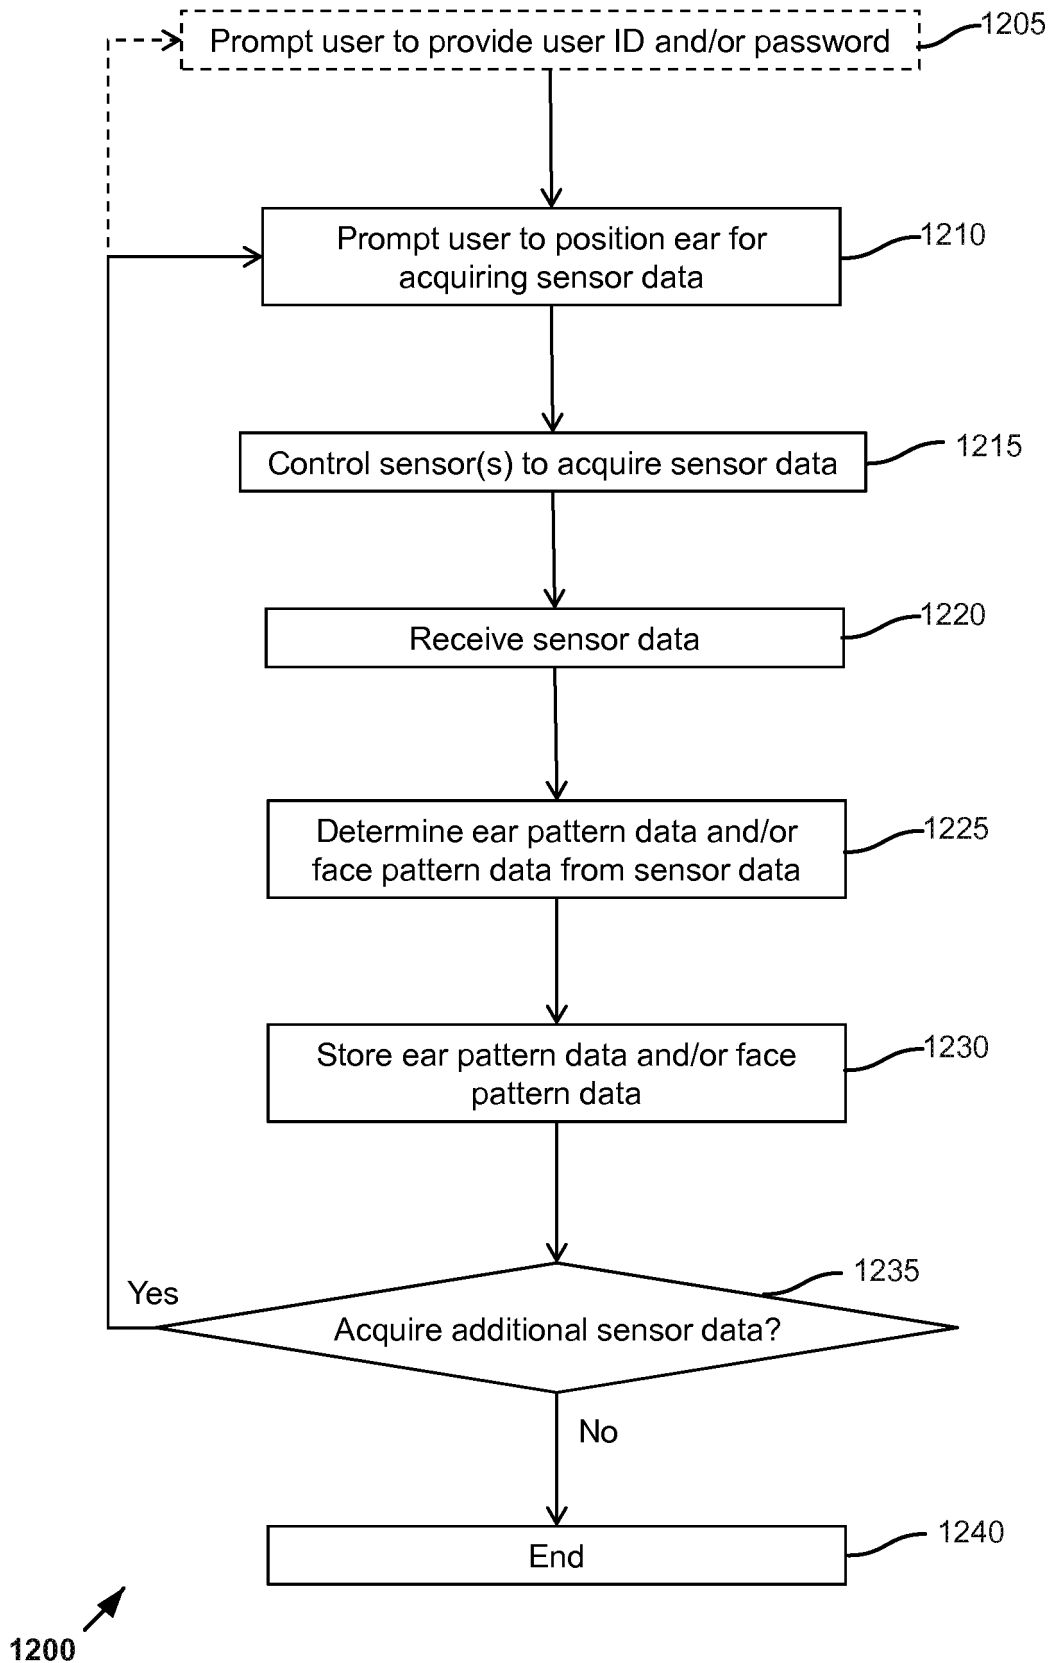 Prompt user to provide user ID and/or password
1205
Prompt user to position ear for
acquiring sensor data
1210
Control sensor(s) to acquire sensor data
1215
Receive sensor data
1220
Determine ear pattern data and/or
face pattern data from sensor data
1225
Store ear pattern data and/or face
pattern data
1230
Yes
Acquire additional sensor data?
1235
No
End
1240
1200